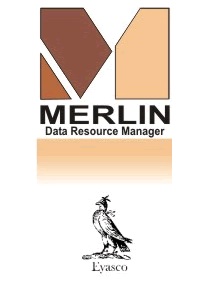 MERLIN
Data Resource Manager
Eyasco